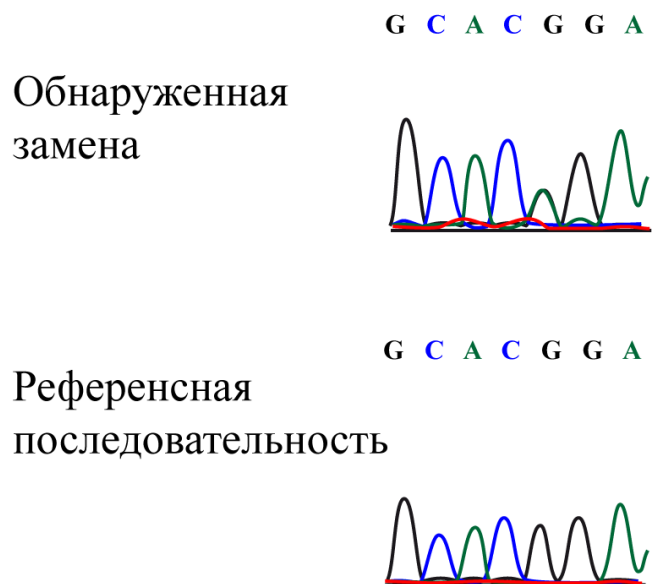 G C A C G G A
Обнаруженная
замена
G C A C G G A
Референсная
последовательность